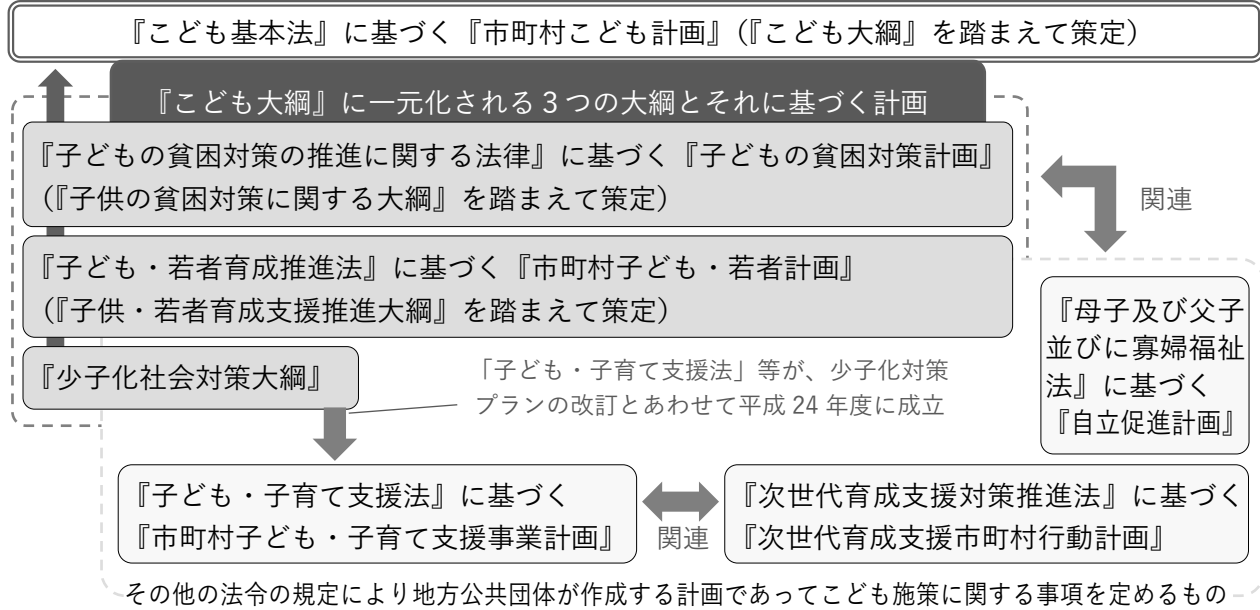 『こども基本法』に基づく『市町村こども計画』(『こども大綱』を踏まえて策定)
『こども大綱』に一元化される3つの大綱とそれに基づく計画
『子どもの貧困対策の推進に関する法律』に基づく『子どもの貧困対策計画』
(『子供の貧困対策に関する大綱』を踏まえて策定)
関連
『子ども・若者育成推進法』に基づく『市町村子ども・若者計画』
(『子供・若者育成支援推進大綱』を踏まえて策定)
『母子及び父子
並びに寡婦福祉
法』に基づく
『自立促進計画』
『少子化社会対策大綱』
「子ども・子育て支援法」等が、少子化対策
プランの改訂とあわせて平成 24 年度に成立
『子ども・子育て支援法』に基づく
『市町村子ども・子育て支援事業計画』
関連
『次世代育成支援対策推進法』に基づく
『次世代育成支援市町村行動計画』
その他の法令の規定により地方公共団体が作成する計画であってこども施策に関する事項を定めるもの